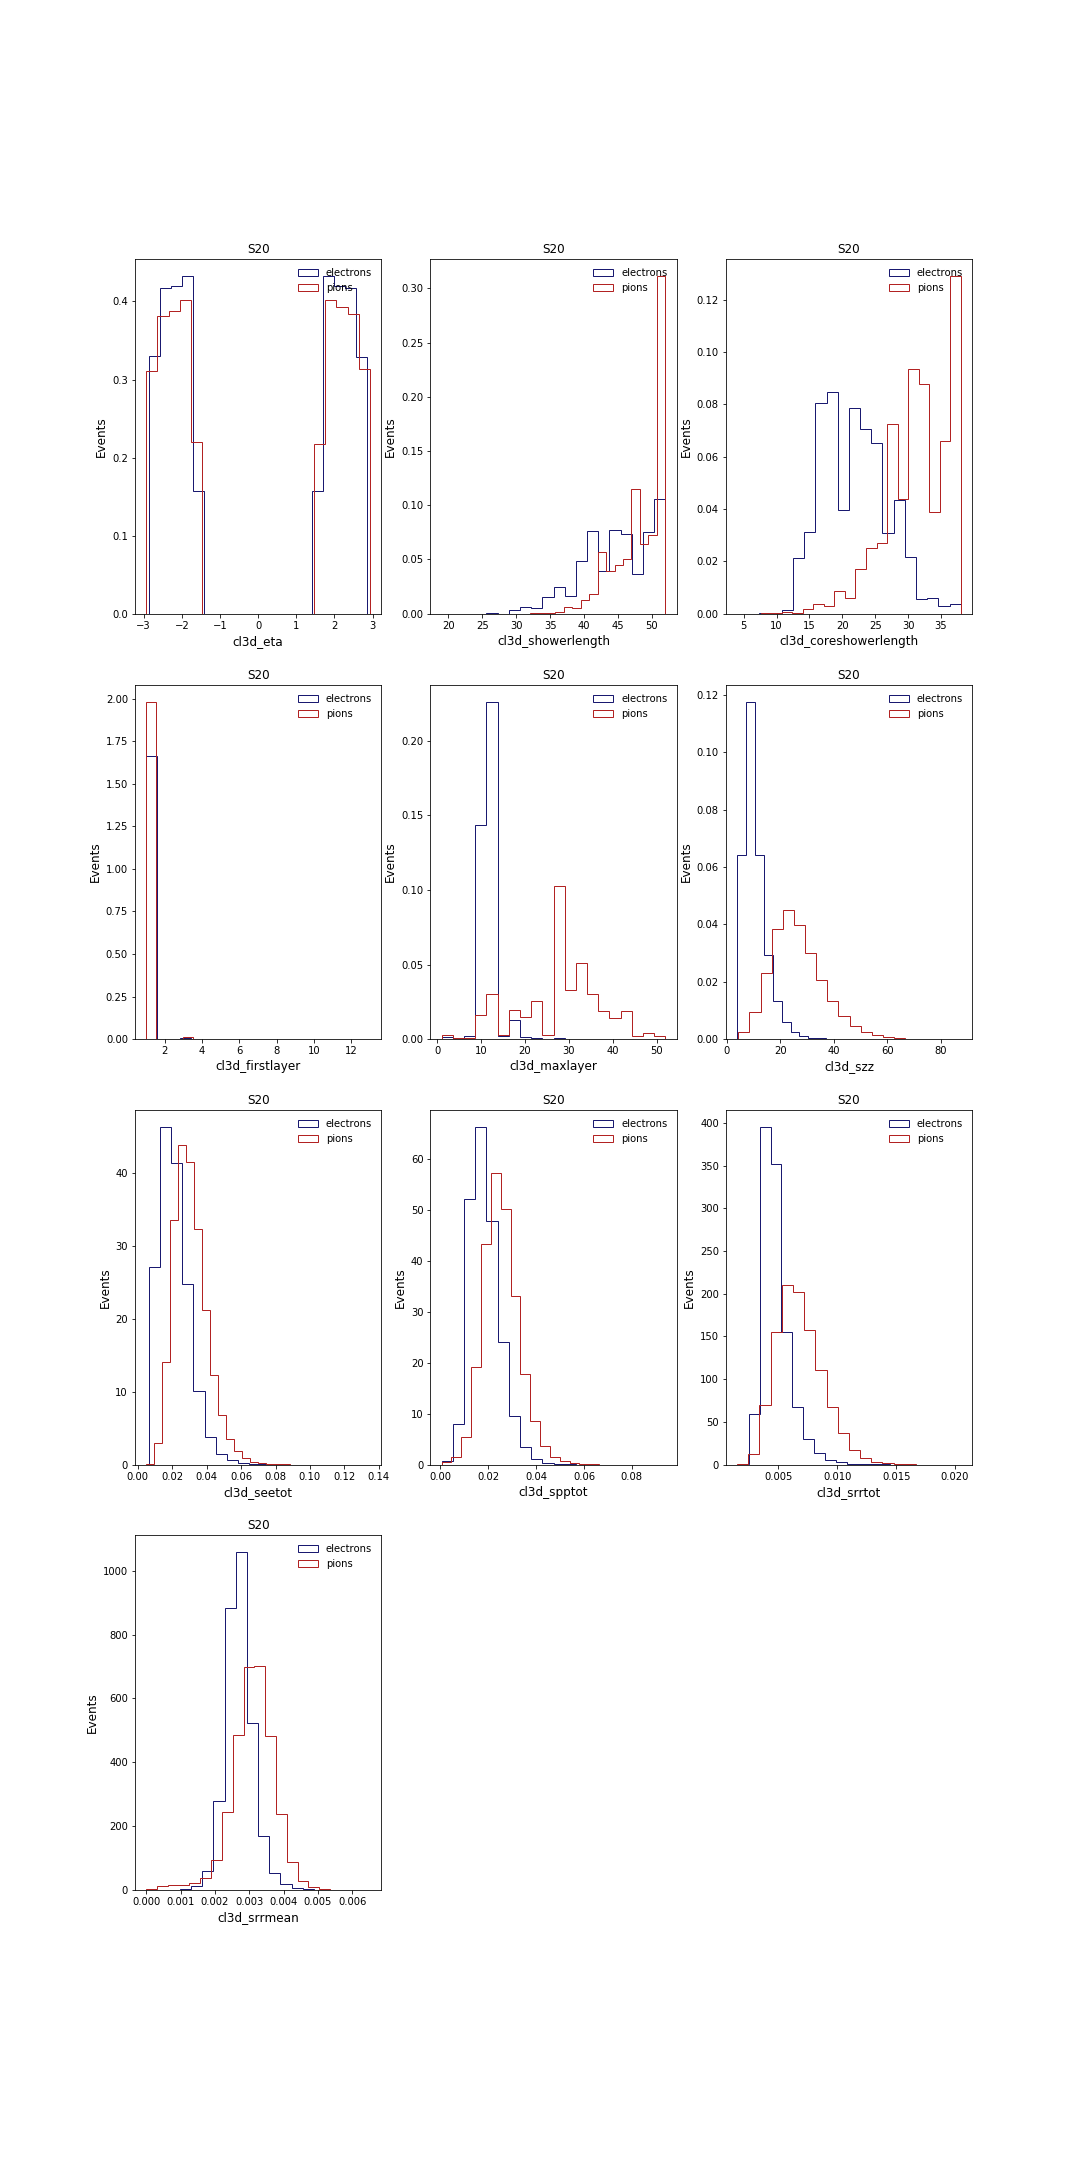 S20
electrons
pions
Events
0.4
0.3
0.2
0.1
0.0
−3 −2 −1 0 1 2 3
cl3d_eta
S20
electrons
pions
Events
0.30
0.25
0.20
0.15
0.10
0.05
0.00
20 25 30 35 40 45 50
cl3d_showerlength
S20
electrons
pions
Events
0.12
0.10
0.08
0.06
0.04
0.02
0.00
5 10 15 20 25 30 35
cl3d_coreshowerlength
S20
electrons
pions
Events
2.00
1.75
1.50
1.25
1.00
0.75
0.50
0.25
0.00
2 4 6 8 10 12
cl3d_firstlayer
S20
electrons
pions
Events
0.20
0.15
0.10
0.05
0.00
0 10 20 30 40 50
cl3d_maxlayer
S20
electrons
pions
Events
0.12
0.10
0.08
0.06
0.04
0.02
0.00
0 20 40 60 80
cl3d_szz
S20
electrons
pions
Events
40
30
20
10
0
0.00 0.02 0.04 0.06 0.08 0.10 0.12 0.14
cl3d_seetot
S20
electrons
pions
Events
60
50
40
30
20
10
0
0.00 0.02 0.04 0.06 0.08
cl3d_spptot
S20
electrons
pions
Events
400
350
300
250
200
150
100
50
0
0.005 0.010 0.015 0.020
cl3d_srrtot
S20
electrons
pions
Events
1000
800
600
400
200
0
0.000 0.001 0.002 0.003 0.004 0.005 0.006
cl3d_srrmean